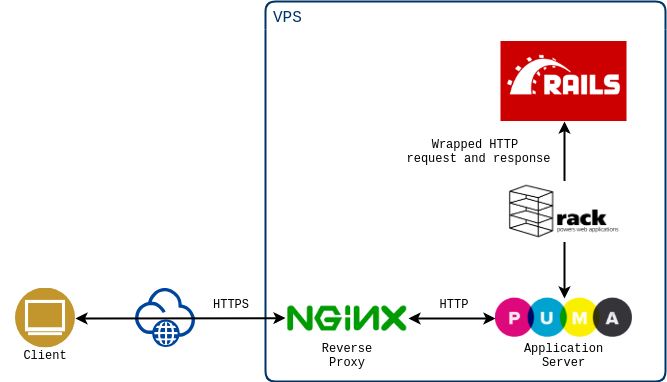 VPS
RAILS
Wrapped HTTP
request and response
rack
powers web applications
HTTPS
NGINX
HTTP
PUMA
Client
Reverse
Proxy
Application
Server